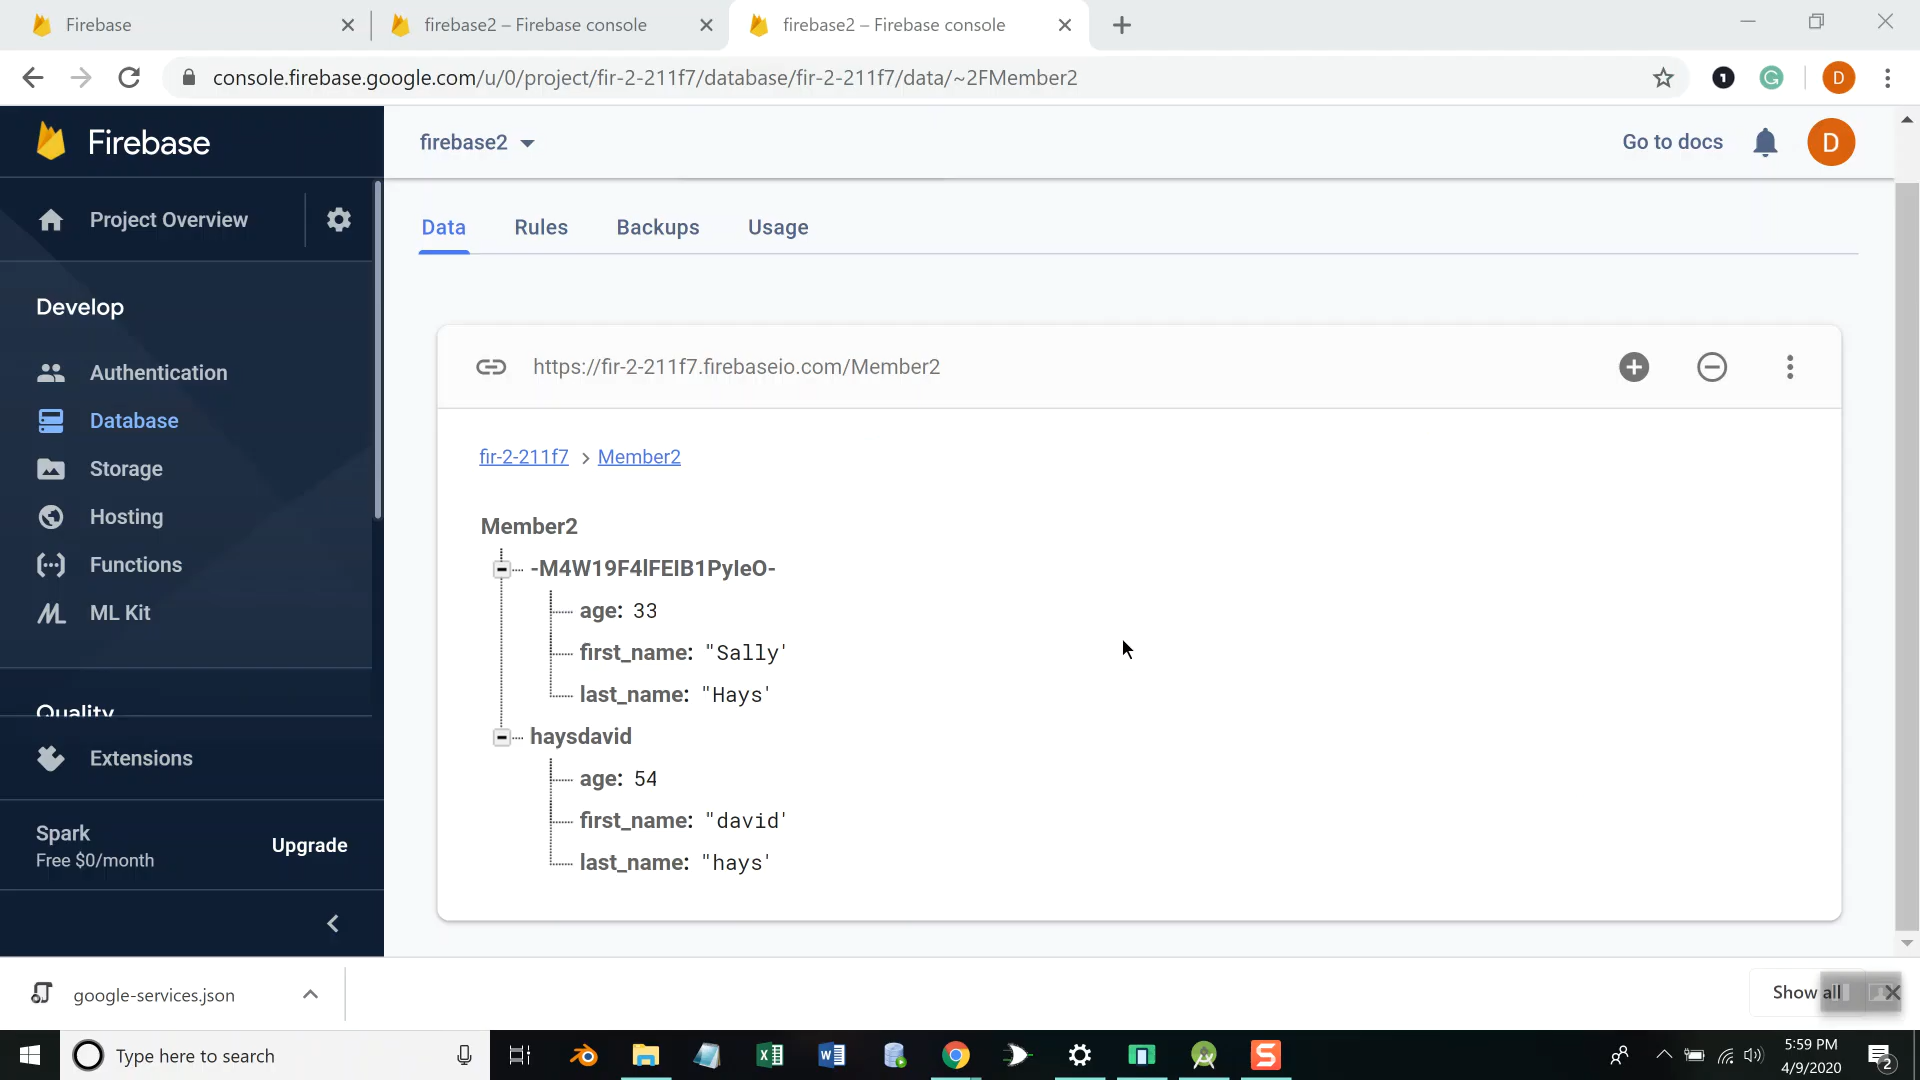 Firebase
firebase2 – Firebase console
firebase2 – Firebase console
console.firebase.google.com/u/0/project/fir-2-211f7/database/fir-2-211f7/data/~2FMember2
D
Firebase
firebase2
Go to docs
D
Project Overview
Data
Rules
Backups
Usage
Develop
Authentication
Database
Storage
Hosting
Functions
ML Kit
Quality
Extensions
Spark
Free $0/month
Upgrade
https://fir-2-211f7.firebaseio.com/Member2
fir-2-211f7 > Member2
Member2
-M4W19F4lFEIB1PyIeO-
age: 33
first_name: "Sally'
last_name: "Hays'
haysdavid
age: 54
first_name: "david'
last_name: "hays'
google-services.json
Show all
Type here to search
5:59 PM
4/9/2020
2